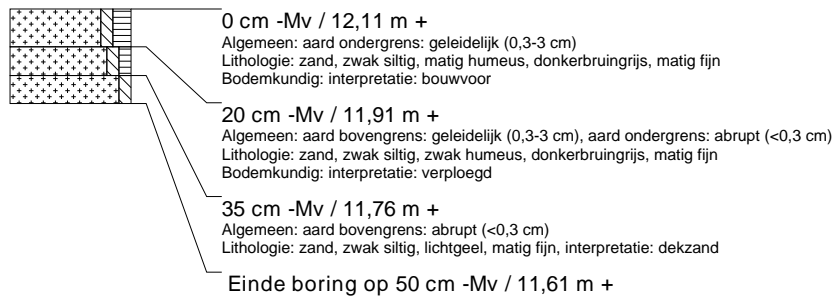 0 cm -Mv / 12,11 m +
Algemeen: aard ondergrens: geleidelijk (0,3-3 cm)
Lithologie: zand, zwak siltig, matig humeus, donkerbruingrijs, matig fijn
Bodemkundig: interpretatie: bouwvoor
20 cm -Mv / 11,91 m +
Algemeen: aard bovengrens: geleidelijk (0,3-3 cm), aard ondergrens: abrupt (<0,3 cm)
Lithologie: zand, zwak siltig, zwak humeus, donkerbruingrijs, matig fijn
Bodemkundig: interpretatie: verploegd
35 cm -Mv / 11,76 m +
Algemeen: aard bovengrens: abrupt (<0,3 cm)
Lithologie: zand, zwak siltig, lichtgeel, matig fijn, interpretatie: dekzand
Einde boring op 50 cm -Mv / 11,61 m +